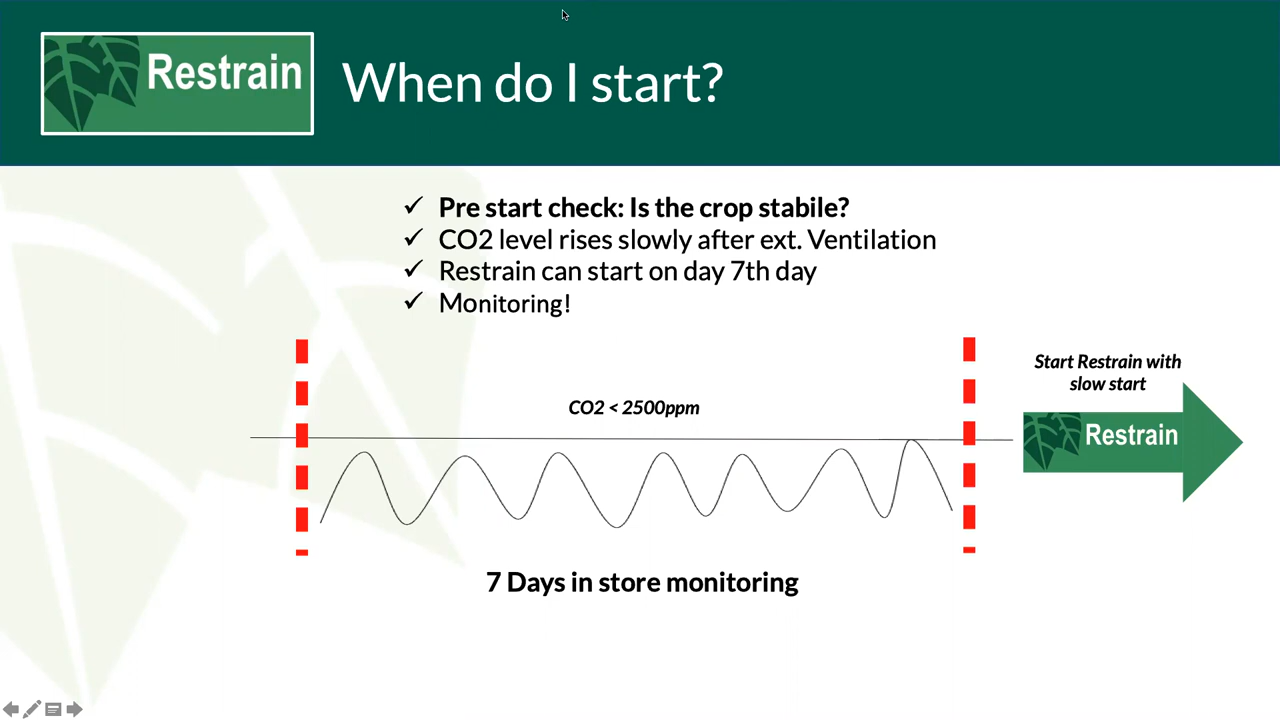 Restrain
When do I start?
✓ Pre start check: Is the crop stabile?
✓ CO2 level rises slowly after ext. Ventilation
✓ Restrain can start on day 7th day
✓ Monitoring!
Start Restrain with
slow start
CO2 < 2500ppm
Restrain
7 Days in store monitoring